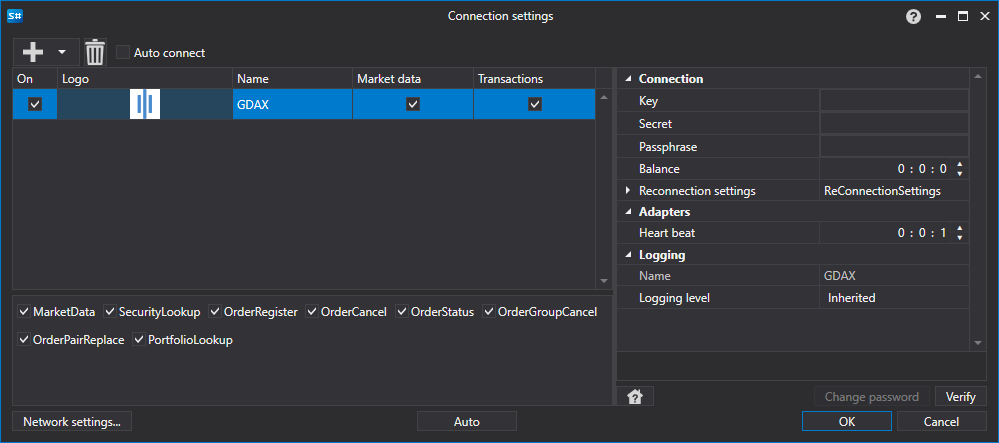 S#
Connection settings
?
Auto connect
On Logo Name Market data Transactions
GDAX
MarketData SecurityLookup OrderRegister OrderCancel OrderStatus OrderGroupCancel
OrderPairReplace PortfolioLookup
Connection
Key
Secret
Passphrase
Balance 0 : 0 : 0
Reconnection settings ReConnectionSettings
Adapters
Heart beat 0 : 0 : 1
Logging
Name GDAX
Logging level Inherited
?
Change password Verify
Network settings... Auto OK Cancel